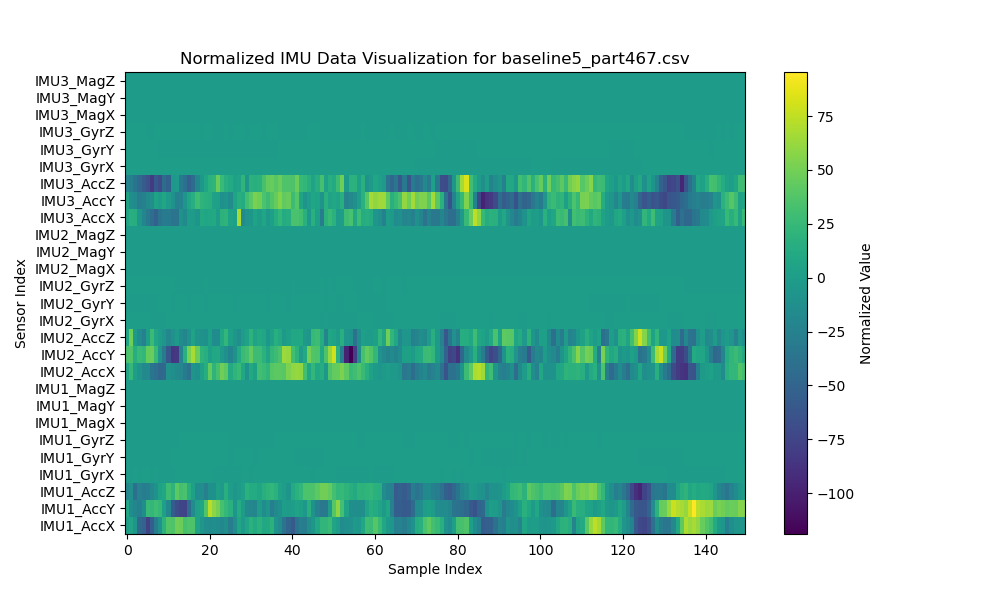 Normalized IMU Data Visualization for baseline5_part467.csv
IMU3_MagZ
IMU3_MagY
IMU3_MagX
IMU3_GyrZ
IMU3_GyrY
IMU3_GyrX
IMU3_AccZ
IMU3_AccY
IMU3_AccX
IMU2_MagZ
IMU2_MagY
IMU2_MagX
IMU2_GyrZ
IMU2_GyrY
IMU2_GyrX
IMU2_AccZ
IMU2_AccY
IMU2_AccX
IMU1_MagZ
IMU1_MagY
IMU1_MagX
IMU1_GyrZ
IMU1_GyrY
IMU1_GyrX
IMU1_AccZ
IMU1_AccY
IMU1_AccX
Sensor Index
0 20 40 60 80 100 120 140
Sample Index
75
50
25
0
−25
−50
−75
−100
Normalized Value